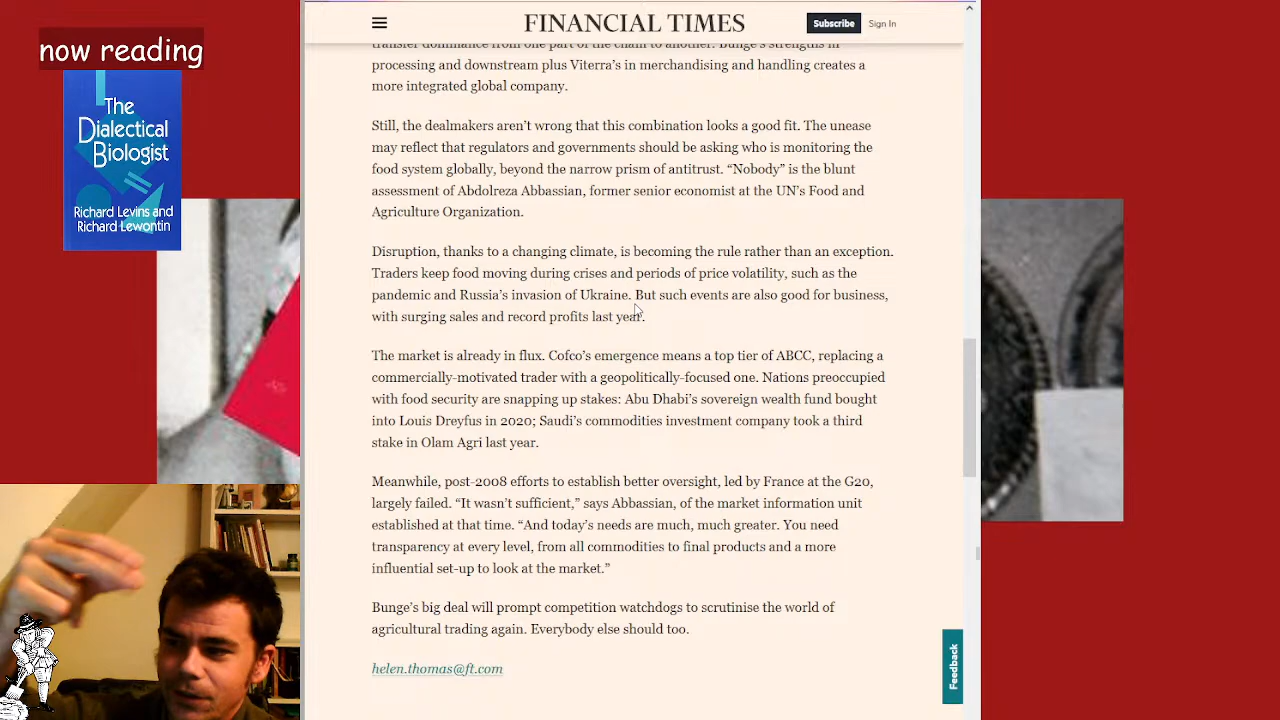 now reading
The
Dialectical
Biologist
Richard Levins and
Richard Lewontin
FINANCIAL TIMES
Subscribe
Sign In
transfer dominance from one part of the chain to another. Bunge's strengths in
processing and downstream plus Viterra's in merchandising and handling creates a
more integrated global company.
Still, the dealmakers aren't wrong that this combination looks a good fit. The unease
may reflect that regulators and governments should be asking who is monitoring the
food system globally, beyond the narrow prism of antitrust. “Nobody” is the blunt
assessment of Abdolreza Abbassian, former senior economist at the UN's Food and
Agriculture Organization.
Disruption, thanks to a changing climate, is becoming the rule rather than an exception.
Traders keep food moving during crises and periods of price volatility, such as the
pandemic and Russia's invasion of Ukraine. But such events are also good for business,
with surging sales and record profits last year.
The market is already in flux. Cofco's emergence means a top tier of ABCC, replacing a
commercially-motivated trader with a geopolitically-focused one. Nations preoccupied
with food security are snapping up stakes: Abu Dhabi's sovereign wealth fund bought
into Louis Dreyfus in 2020; Saudi's commodities investment company took a third
stake in Olam Agri last year.
Meanwhile, post-2008 efforts to establish better oversight, led by France at the G20,
largely failed. “It wasn't sufficient,” says Abbassian, of the market information unit
established at that time. “And today's needs are much, much greater. You need
transparency at every level, from all commodities to final products and a more
influential set-up to look at the market.”
Bunge's big deal will prompt competition watchdogs to scrutinise the world of
agricultural trading again. Everybody else should too.
helen.thomas@ft.com
Feedback